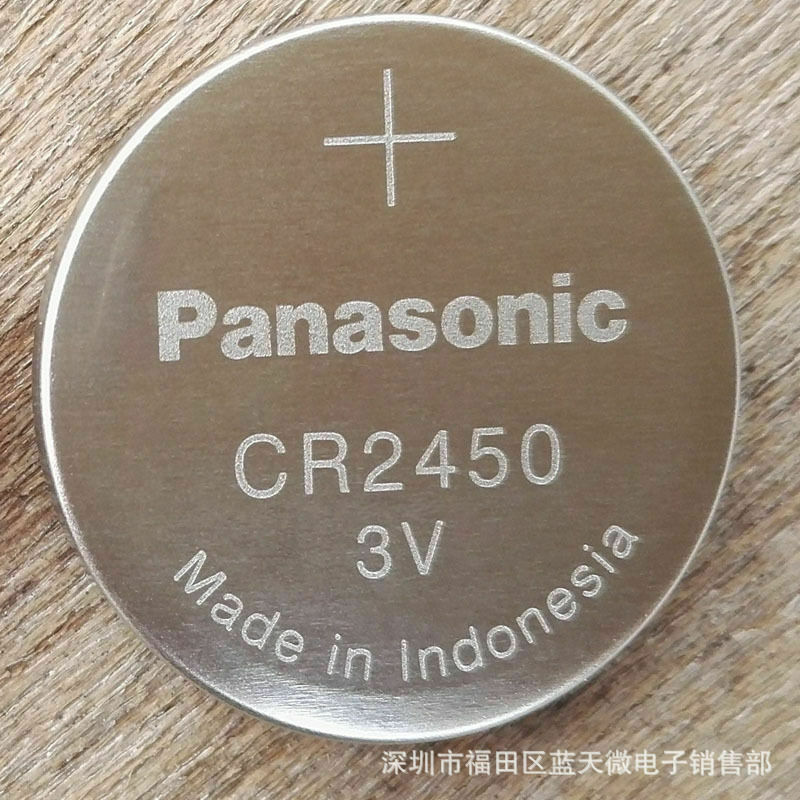 +
Panasonic
CR2450
3V
Made in Indonesia
深圳市福田区蓝天微电子销售部